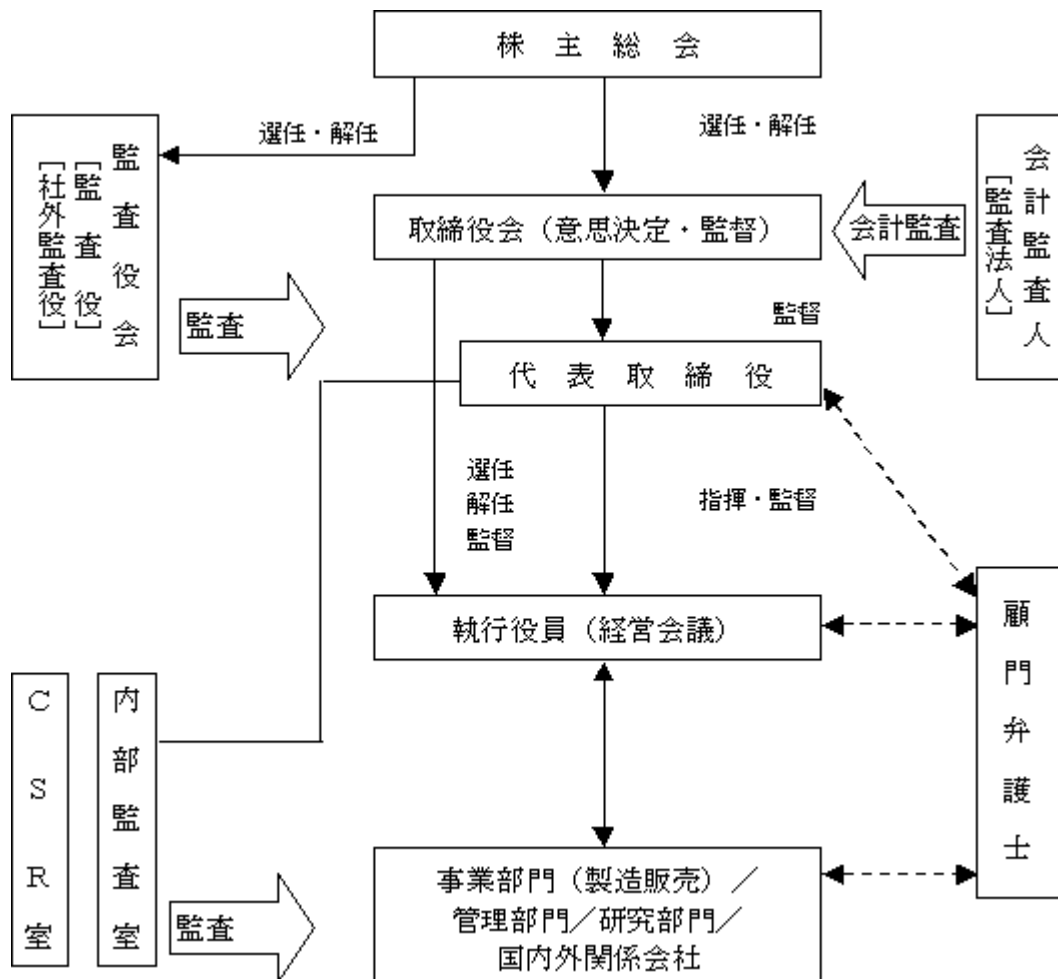 株主総会
選任・解任
選任・解任
監査役会
[監査役]
[社外監査役]
取締役会（意思決定・監督）
会計監査
会計監査人
[監査法人]
監査
監督
代表取締役
選任
解任
監督
指揮・監督
執行役員（経営会議）
顧門弁護士
CSR室
内部監査室
監査
事業部門（製造販売）／
管理部門／研究部門／
国内外関係会社